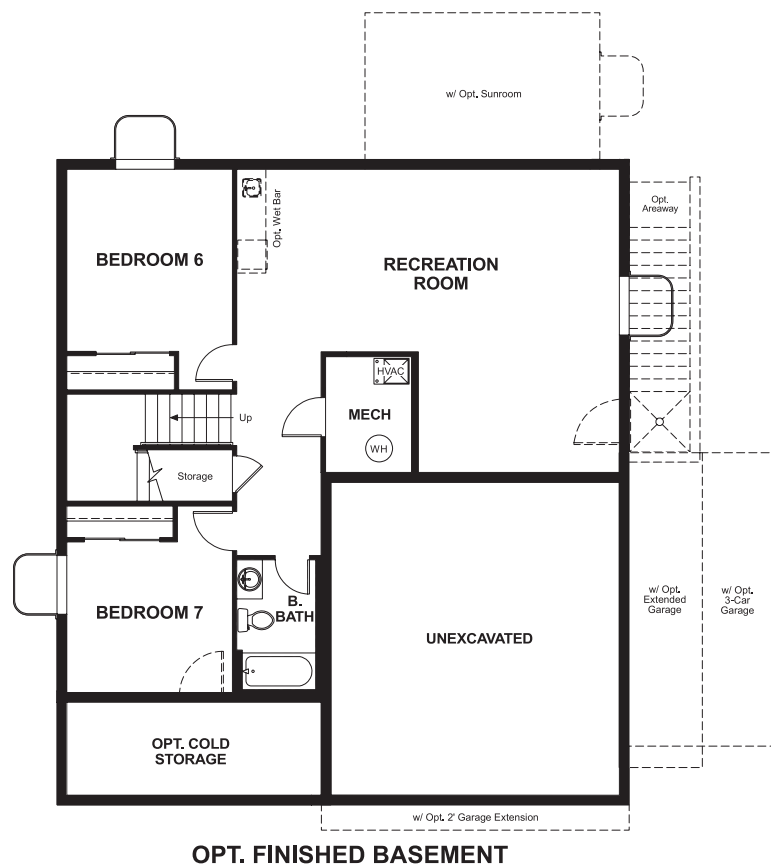 w/ Opt. Sunroom
Opt.
Areaway
Opt. Wet Bar
BEDROOM 6
RECREATION
ROOM
HVAC
MECH
WH
Up
Storage
BEDROOM 7
B.
BATH
UNEXCAVATED
w/ Opt.
Extended
Garage
w/ Opt.
3-Car
Garage
OPT. COLD
STORAGE
w/ Opt. 2' Garage Extension
OPT. FINISHED BASEMENT